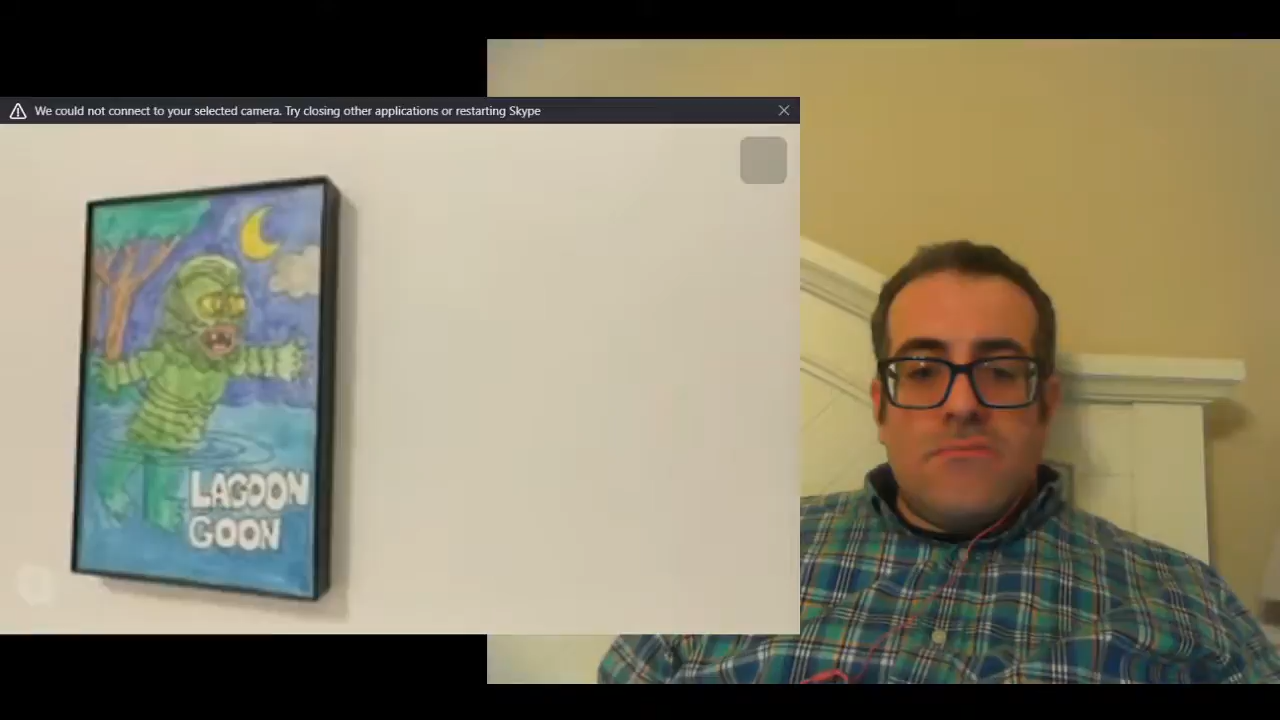 We could not connect to your selected camera. Try closing other applications or restarting Skype
LAGOON
GOON